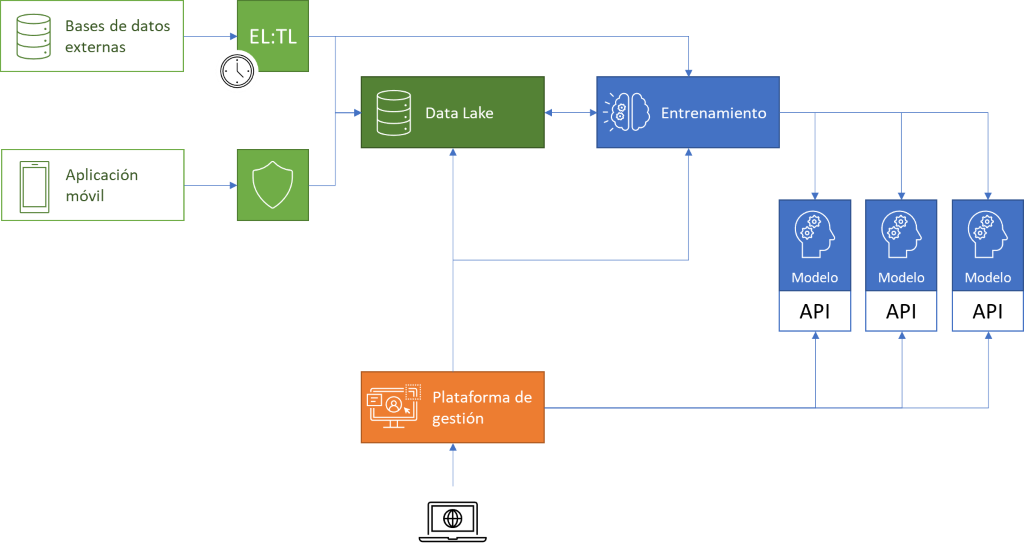 Bases de datos
externas
EL:TL
Data Lake
Entrenamiento
Aplicación
móvil
Modelo
Modelo
Modelo
API
API
API
Plataforma de
gestión